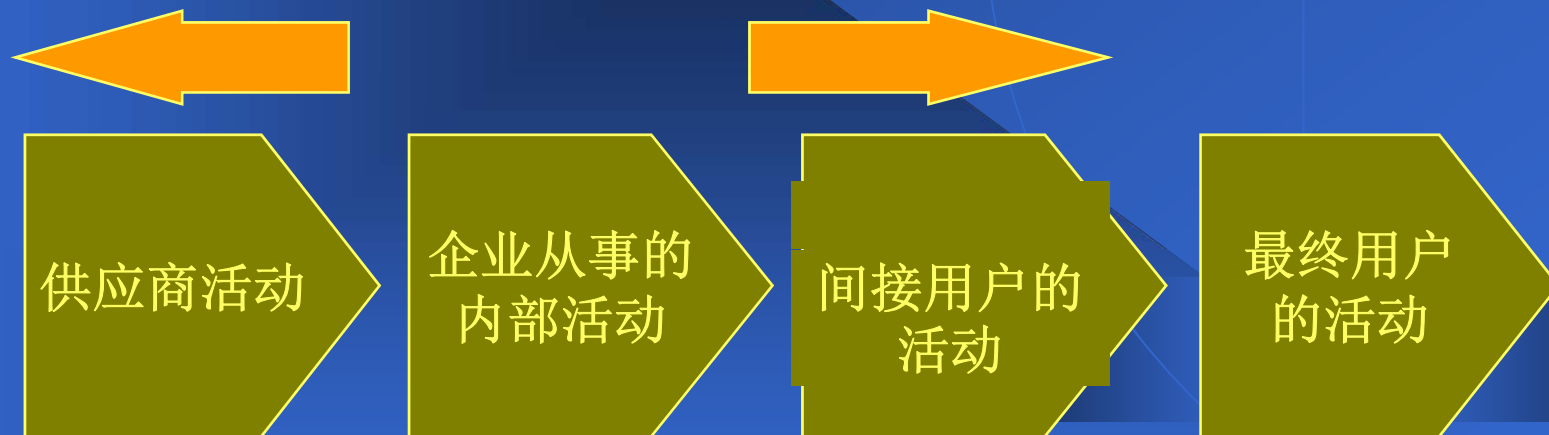 供应商活动
企业从事的
内部活动
间接用户的
活动
最终用户
的活动